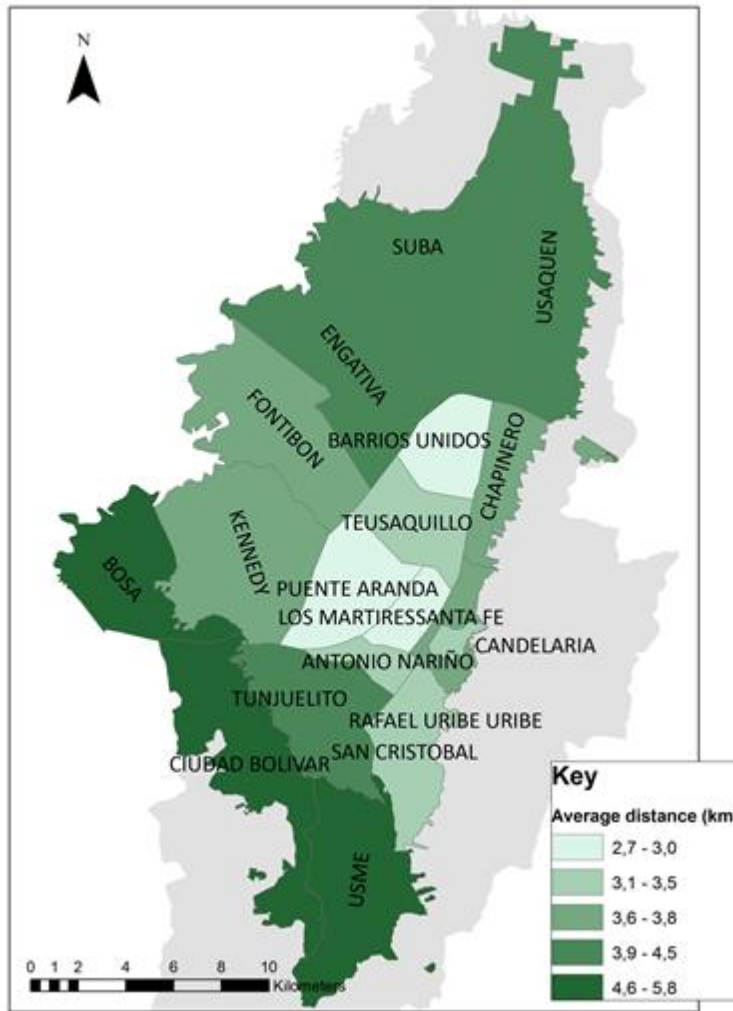 N
SUBA
USAQUEN
ENGATIVA
FONTIBON
BARRIOS UNIDOS
CHAPINERO
TEUSAQUILLO
KENNEDY
BOSA
PUENTE ARANDA
LOS MARTIRESSANTA FE
CANDELARIA
ANTONIO NARIÑO
TUNJUELITO
RAFAEL URIBE URIBE
SAN CRISTOBAL
CIUDAD BOLIVAR
USME
Key
Average distance (km
2,7 - 3,0
3,1 - 3,5
3,6 - 3,8
3,9 - 4,5
4,6 - 5,8
0 1 2 4 6 8 10
Kilometers